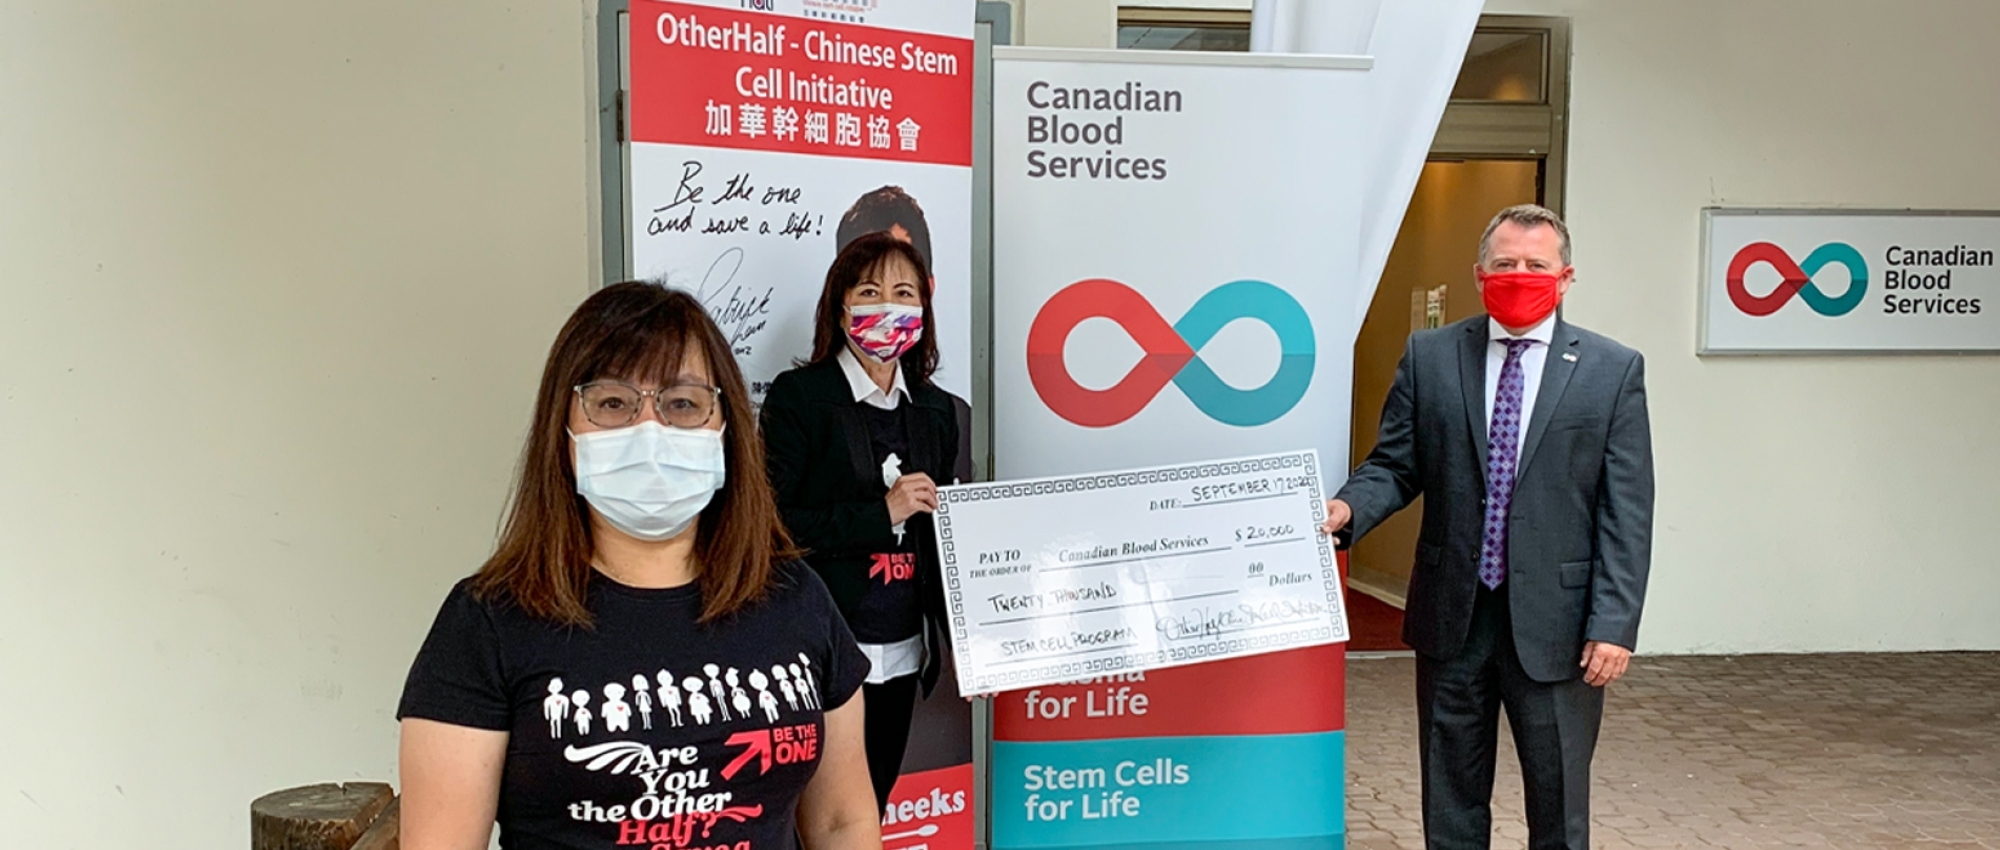 OtherHalf - Chinese Stem
Cell Initiative
加華幹細胞協會
Be the one
and save a life!
Patrick
Canadian
Blood
Services
Canadian
Blood
Services
DATE: SEPTEMBER 17 2020
PAY TO
THE ORDER OF
Canadian Blood Services
$ 20,000
TWENTY THOUSAND
00
Dollars
STEM CELL PROGRAM
for Life
Stem Cells
for Life
BE THE
ONE
Are
You
the Other
Half?
BE
ON